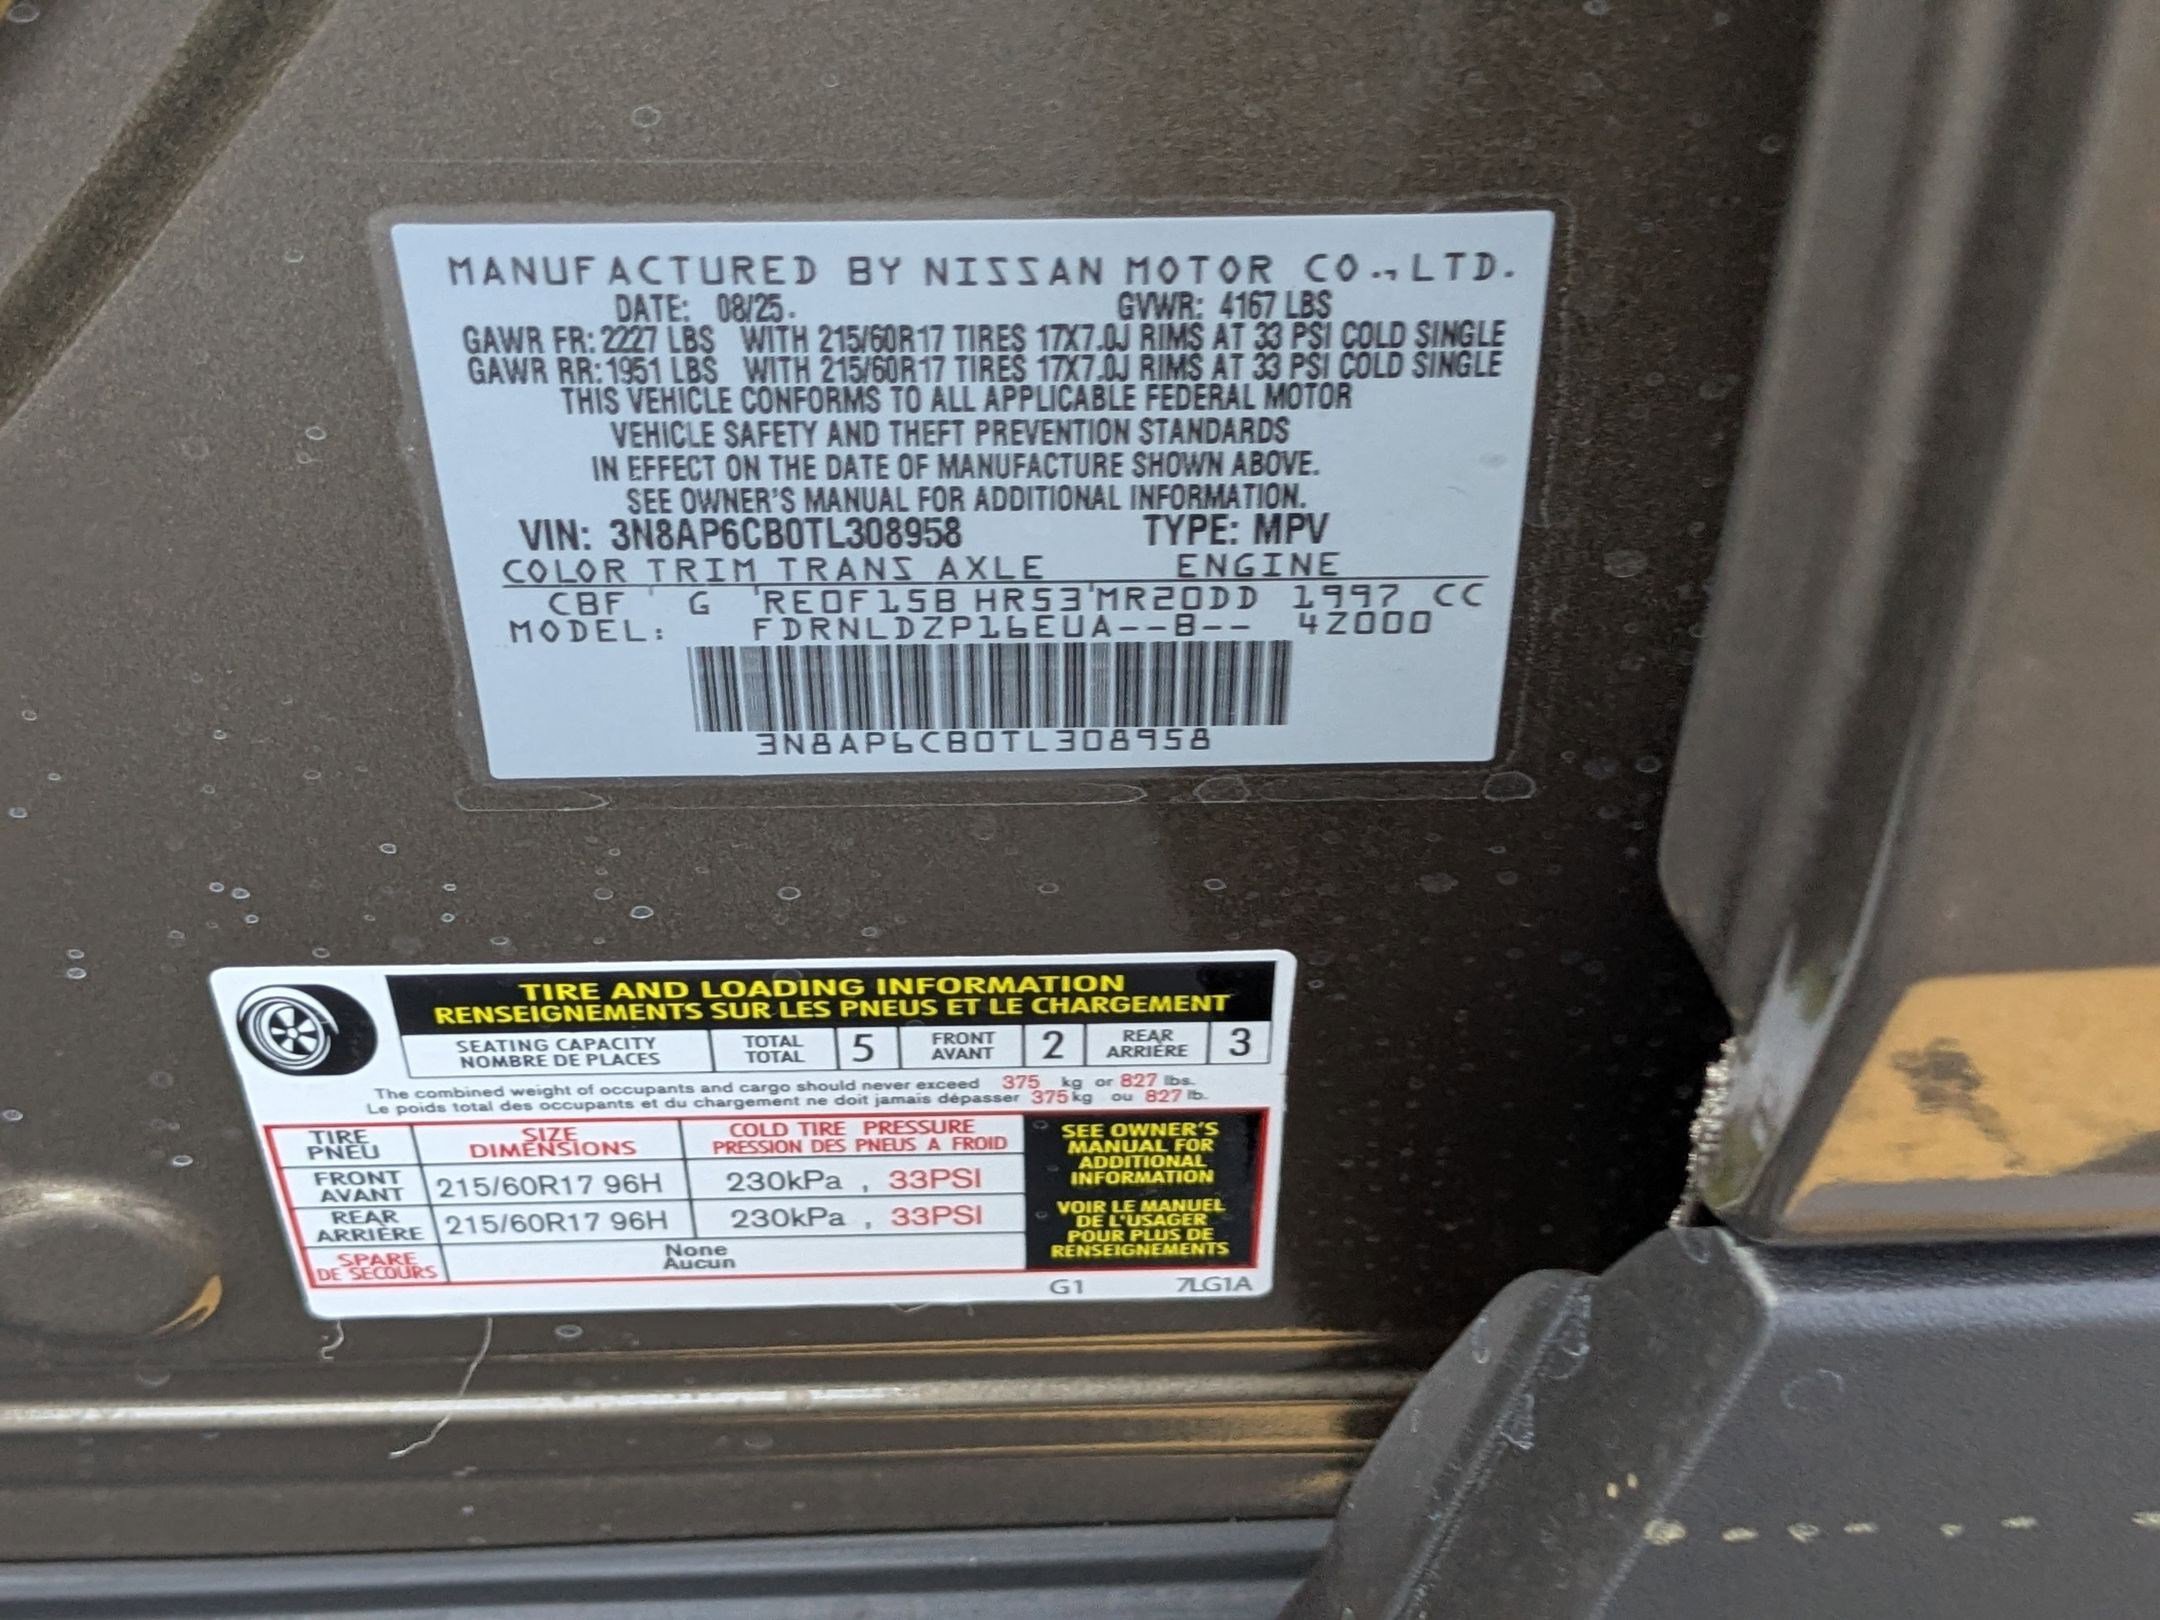 MANUFACTURED BY NISSAN MOTOR CO., LTD.
DATE: 08/25. GVWR: 4167 LBS
GAWR FR: 2227 LBS WITH 215/60R17 TIRES 17X7.0J RIMS AT 33 PSI COLD SINGLE
GAWR RR: 1951 LBS WITH 215/60R17 TIRES 17X7.0J RIMS AT 33 PSI COLD SINGLE
THIS VEHICLE CONFORMS TO ALL APPLICABLE FEDERAL MOTOR
VEHICLE SAFETY AND THEFT PREVENTION STANDARDS
IN EFFECT ON THE DATE OF MANUFACTURE SHOWN ABOVE.
SEE OWNER'S MANUAL FOR ADDITIONAL INFORMATION.
VIN: 3N8AP6CB0TL308958 TYPE: MPV
COLOR TRIM TRANS AXLE ENGINE
CBF G RE0F15B HR53 MR20DD 1997 CC
MODEL: FDRNLDZP16EUA--B-- 4Z000
3N8AP6CB0TL308958
TIRE AND LOADING INFORMATION
RENSEIGNEMENTS SUR LES PNEUS ET LE CHARGEMENT
SEATING CAPACITY TOTAL 5 FRONT 2 REAR 3
NOMBRE DE PLACES TOTAL AVANT ARRIÈRE
The combined weight of occupants and cargo should never exceed 375 kg or 827 lbs.
Le poids total des occupants et du chargement ne doit jamais dépasser 375 kg ou 827 lb.
TIRE SIZE COLD TIRE PRESSURE
PNEU DIMENSIONS PRESSION DES PNEUS A FROID
FRONT
AVANT 215/60R17 96H 230kPa , 33PSI
REAR
ARRIÈRE 215/60R17 96H 230kPa , 33PSI
SPARE None
DE SECOURS Aucun
SEE OWNER'S
MANUAL FOR
ADDITIONAL
INFORMATION
VOIR LE MANUEL
DE L'USAGER
POUR PLUS DE
RENSEIGNEMENTS
G1 7LG1A